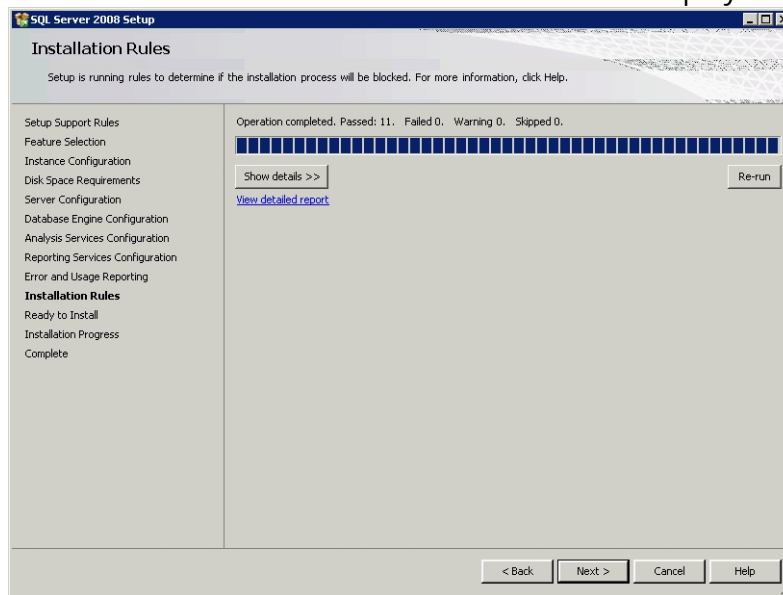 SQL Server 2008 Setup
Installation Rules
Setup is running rules to determine if the installation process will be blocked. For more information, click Help.
Setup Support Rules
Feature Selection
Instance Configuration
Disk Space Requirements
Server Configuration
Database Engine Configuration
Analysis Services Configuration
Reporting Services Configuration
Error and Usage Reporting
Installation Rules
Ready to Install
Installation Progress
Complete
Operation completed. Passed: 11. Failed 0. Warning 0. Skipped 0.
Show details >>
Re-run
View detailed report
< Back
Next >
Cancel
Help